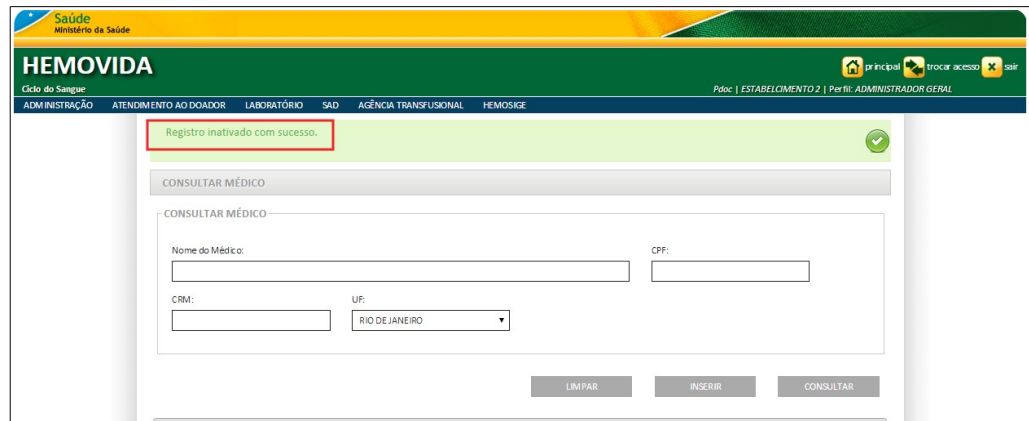 Saúde
Ministério da Saúde
HEMOVIDA
principal trocar acesso sair
Ciclo do Sangue
Pdoc | ESTABELCIMENTO 2 | Perfil: ADMINISTRADOR GERAL
ADMINISTRAÇÃO ATENDIMENTO AO DOADOR LABORATÓRIO SAD AGÊNCIA TRANSFUSIONAL HEMOSIGE
Registro inativado com sucesso.
CONSULTAR MÉDICO
CONSULTAR MÉDICO
Nome do Médico: CPF:
CRM: UF:
RIO DE JANEIRO
LIMPAR INSERIR CONSULTAR